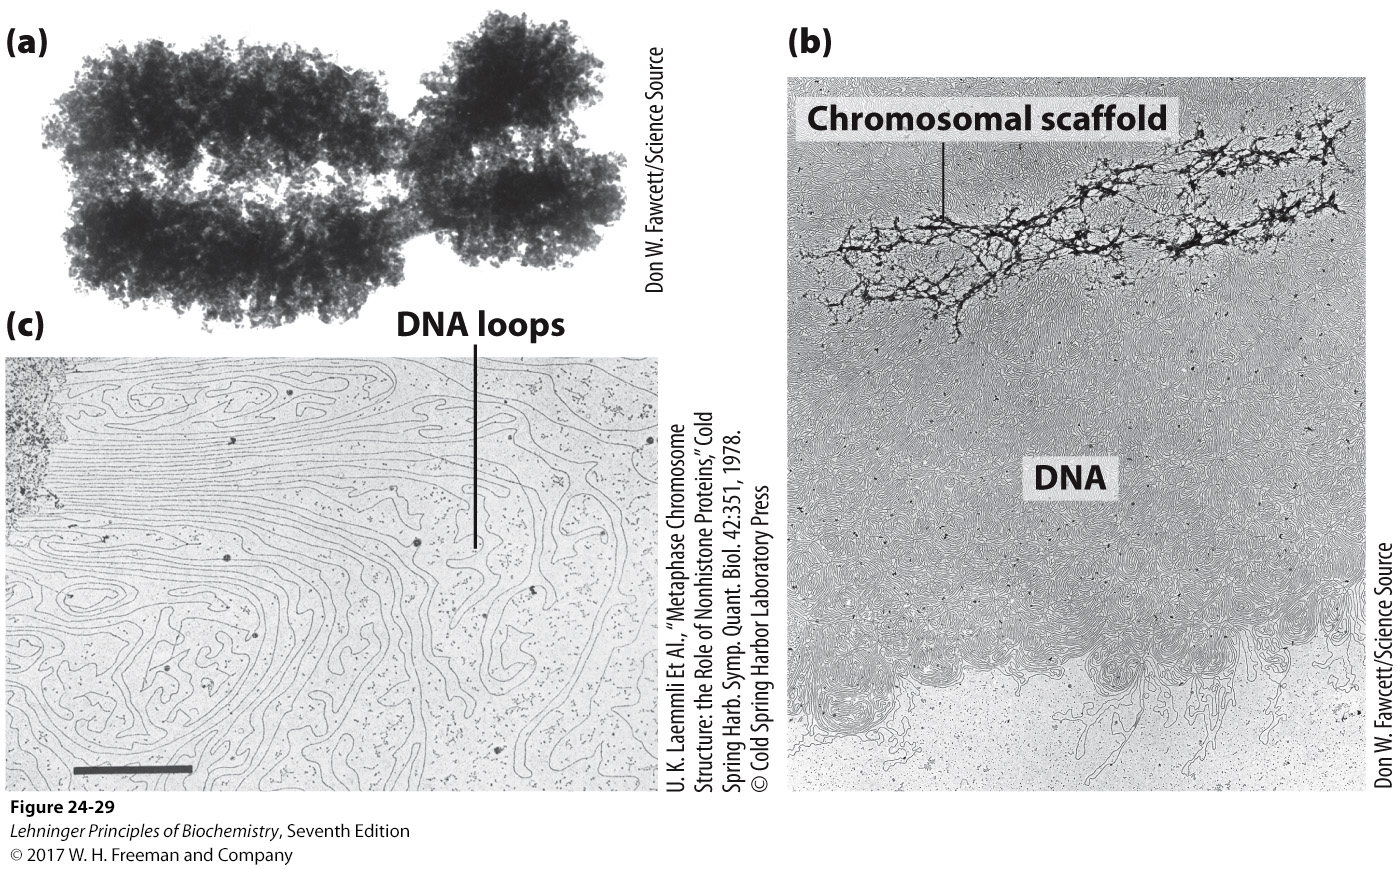 (a)
Don W. Fawcett/Science Source
(b)
Chromosomal scaffold
DNA
Don W. Fawcett/Science Source
(c)
DNA loops
U. K. Laemmli Et Al., “Metaphase Chromosome
Structure: the Role of Nonhistone Proteins,” Cold
Spring Harb. Symp. Quant. Biol. 42:351, 1978.
© Cold Spring Harbor Laboratory Press
Figure 24-29
Lehninger Principles of Biochemistry, Seventh Edition
© 2017 W. H. Freeman and Company